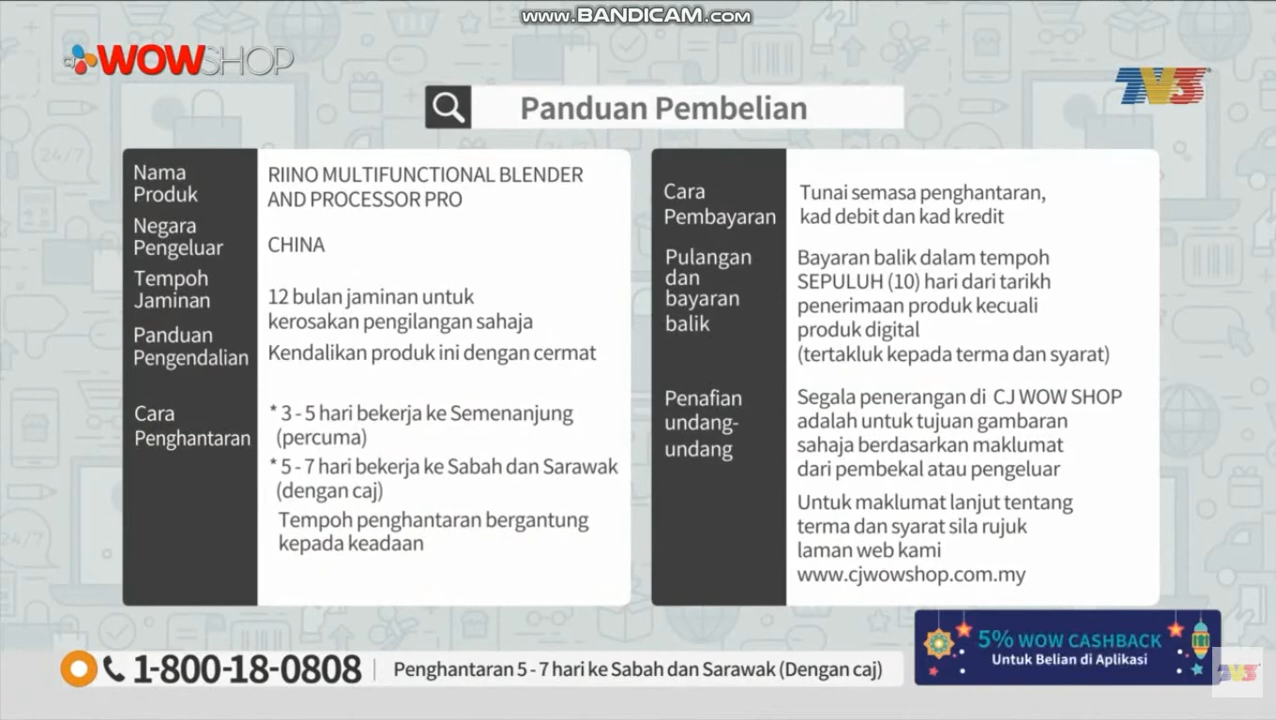 www.BANDICAM.com
CJ WOWSHOP
TV3
Panduan Pembelian
Nama
Produk
RIINO MULTIFUNCTIONAL BLENDER
AND PROCESSOR PRO
Negara
Pengeluar
CHINA
Tempoh
Jaminan
12 bulan jaminan untuk
kerosakan pengilangan sahaja
Panduan
Pengendalian
Kendalikan produk ini dengan cermat
Cara
Penghantaran
* 3 - 5 hari bekerja ke Semenanjung
(percuma)
* 5 - 7 hari bekerja ke Sabah dan Sarawak
(dengan caj)
Tempoh penghantaran bergantung
kepada keadaan
Cara
Pembayaran
Tunai semasa penghantaran,
kad debit dan kad kredit
Pulangan
dan
bayaran
balik
Bayaran balik dalam tempoh
SEPULUH (10) hari dari tarikh
penerimaan produk kecuali
produk digital
(tertakluk kepada terma dan syarat)
Penafian
undang-
undang
Segala penerangan di CJ WOW SHOP
adalah untuk tujuan gambaran
sahaja berdasarkan maklumat
dari pembekal atau pengeluar
Untuk maklumat lanjut tentang
terma dan syarat sila rujuk
laman web kami
www.cjwowshop.com.my
1-800-18-0808
Penghantaran 5 - 7 hari ke Sabah dan Sarawak (Dengan caj)
5% WOW CASHBACK
Untuk Belian di Aplikasi
TV3
24/7
24/7